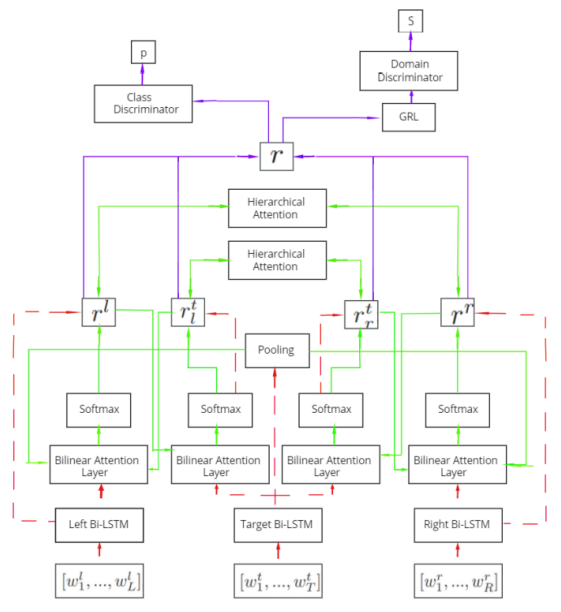 S
p
Domain
Discriminator
Class
Discriminator
GRL
r
Hierarchical
Attention
Hierarchical
Attention
r^l
r_l^t
r_r^t
r^r
Pooling
Softmax
Softmax
Softmax
Softmax
Bilinear Attention
Layer
Bilinear Attention
Layer
Bilinear Attention
Layer
Bilinear Attention
Layer
Left Bi-LSTM
Target Bi-LSTM
Right Bi-LSTM
[w_1^l, ..., w_L^l]
[w_1^t, ..., w_T^t]
[w_1^r, ..., w_R^r]